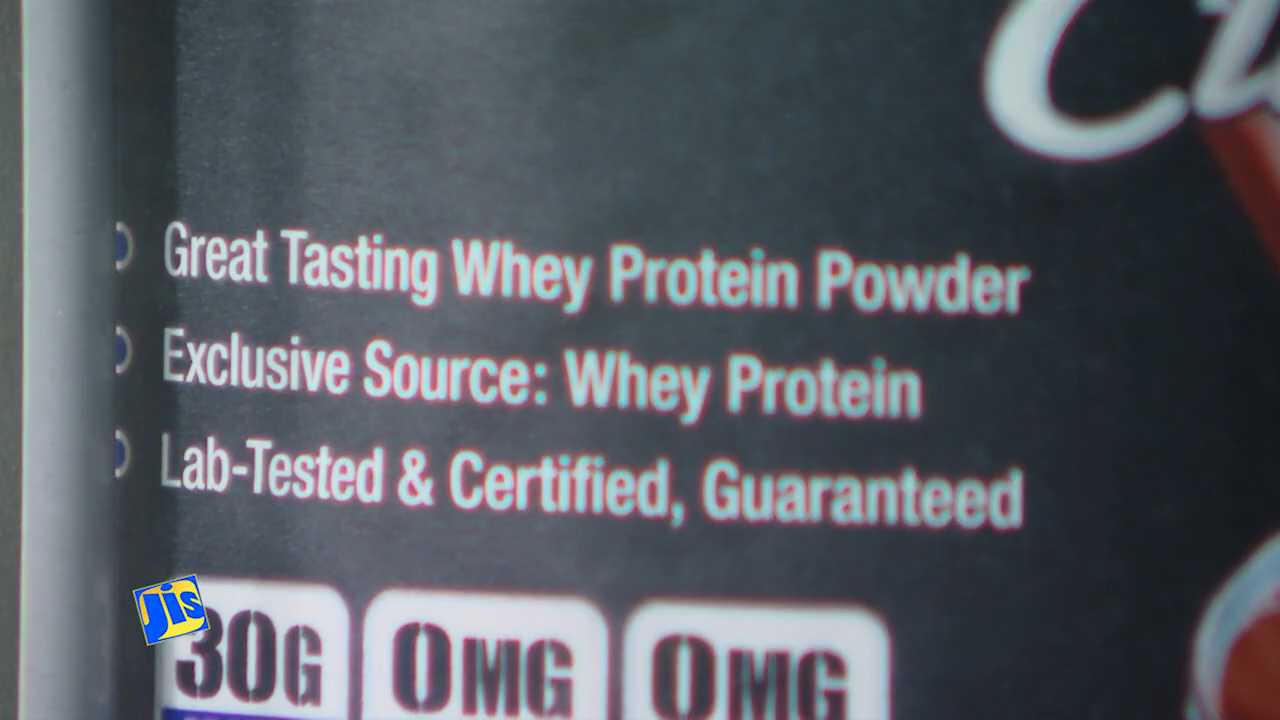 Great Tasting Whey Protein Powder
Exclusive Source: Whey Protein
Lab-Tested & Certified, Guaranteed
jis
30G 0MG 0MG